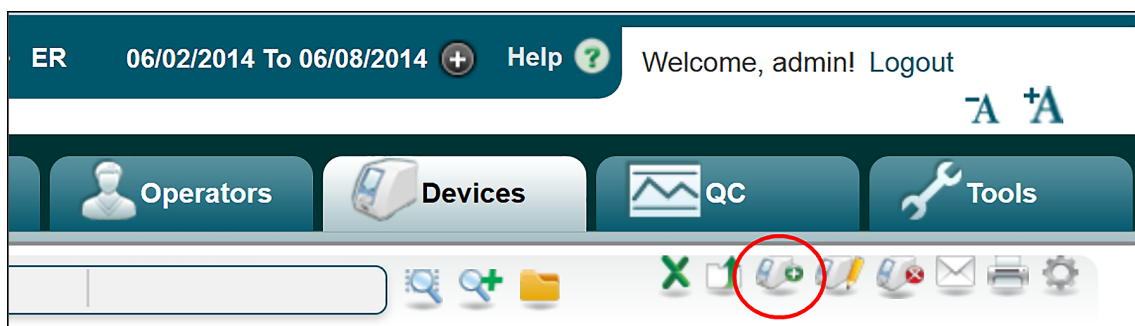 ER 06/02/2014 To 06/08/2014 Help ? Welcome, admin! Logout
-A +A
Operators Devices QC Tools